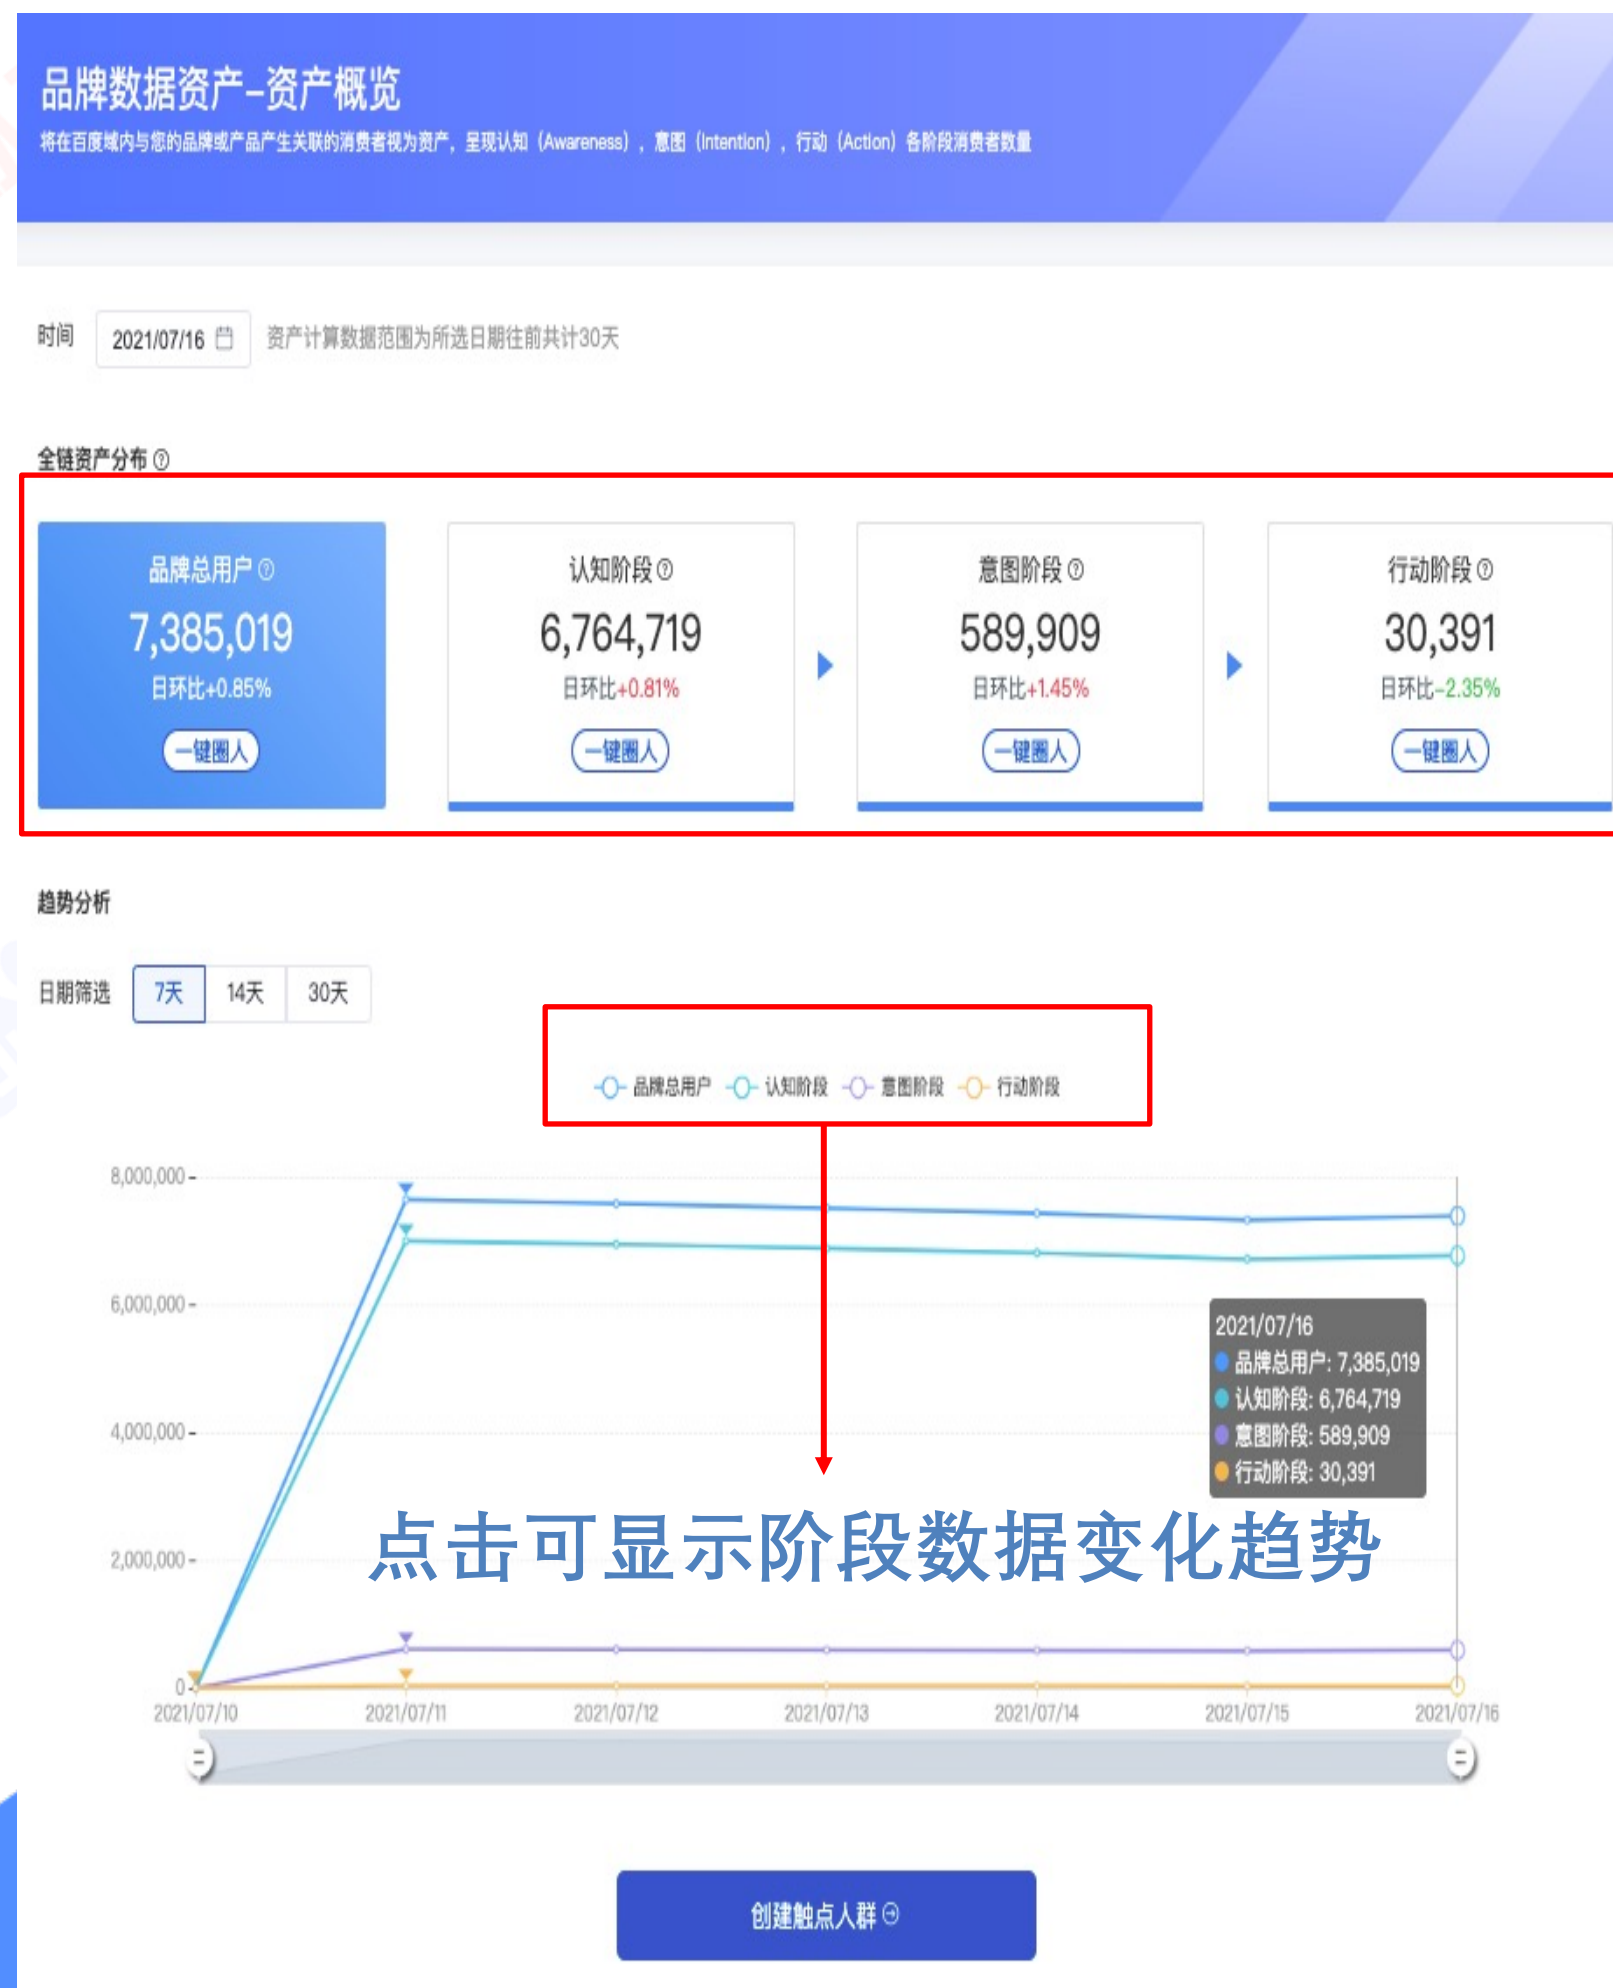 品牌数据资产-资产概览
将在百度域内与您的品牌或产品产生关联的消费者视为资产，呈现认知（Awareness），意图（Intention），行动（Action）各阶段消费者数量
时间 2021/07/16 资产计算数据范围为所选日期往前共计30天
全链资产分布
品牌总用户 认知阶段 意图阶段 行动阶段
7,385,019 6,764,719 589,909 30,391
日环比+0.85% 日环比+0.81% 日环比+1.45% 日环比-2.35%
一键圈人 一键圈人 一键圈人 一键圈人
趋势分析
日期筛选 7天 14天 30天
品牌总用户 认知阶段 意图阶段 行动阶段
8,000,000
6,000,000
4,000,000
2,000,000
0
2021/07/16
品牌总用户: 7,385,019
认知阶段: 6,764,719
意图阶段: 589,909
行动阶段: 30,391
点击可显示阶段数据变化趋势
2021/07/10 2021/07/11 2021/07/12 2021/07/13 2021/07/14 2021/07/15 2021/07/16
创建触点人群